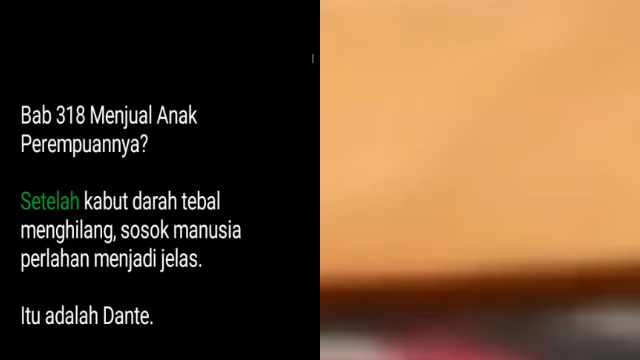 Bab 318 Menjual Anak
Perempuannya?
Setelah kabut darah tebal
menghilang, sosok manusia
perlahan menjadi jelas.
Itu adalah Dante.